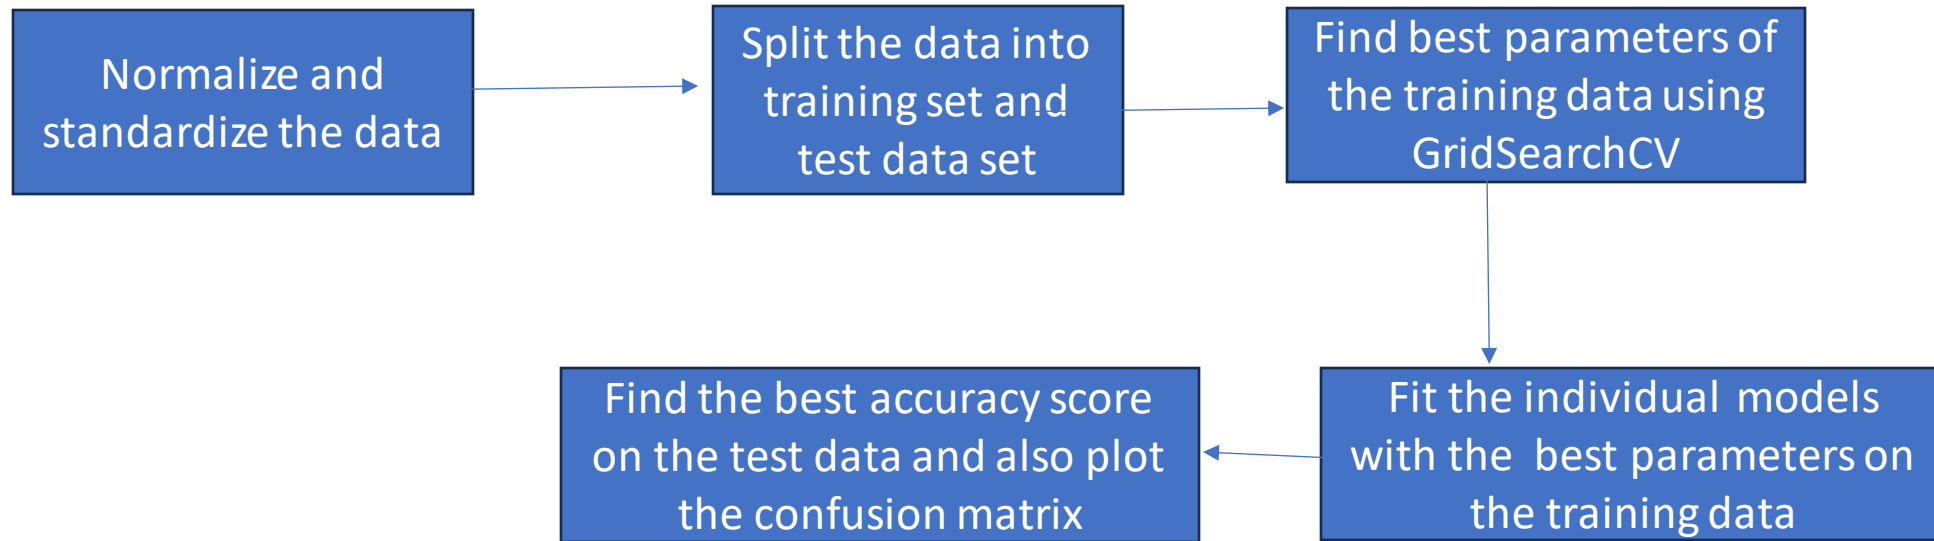 Normalize and
standardize the data
Split the data into
training set and
test data set
Find best parameters of
the training data using
GridSearchCV
Fit the individual models
with the best parameters on
the training data
Find the best accuracy score
on the test data and also plot
the confusion matrix